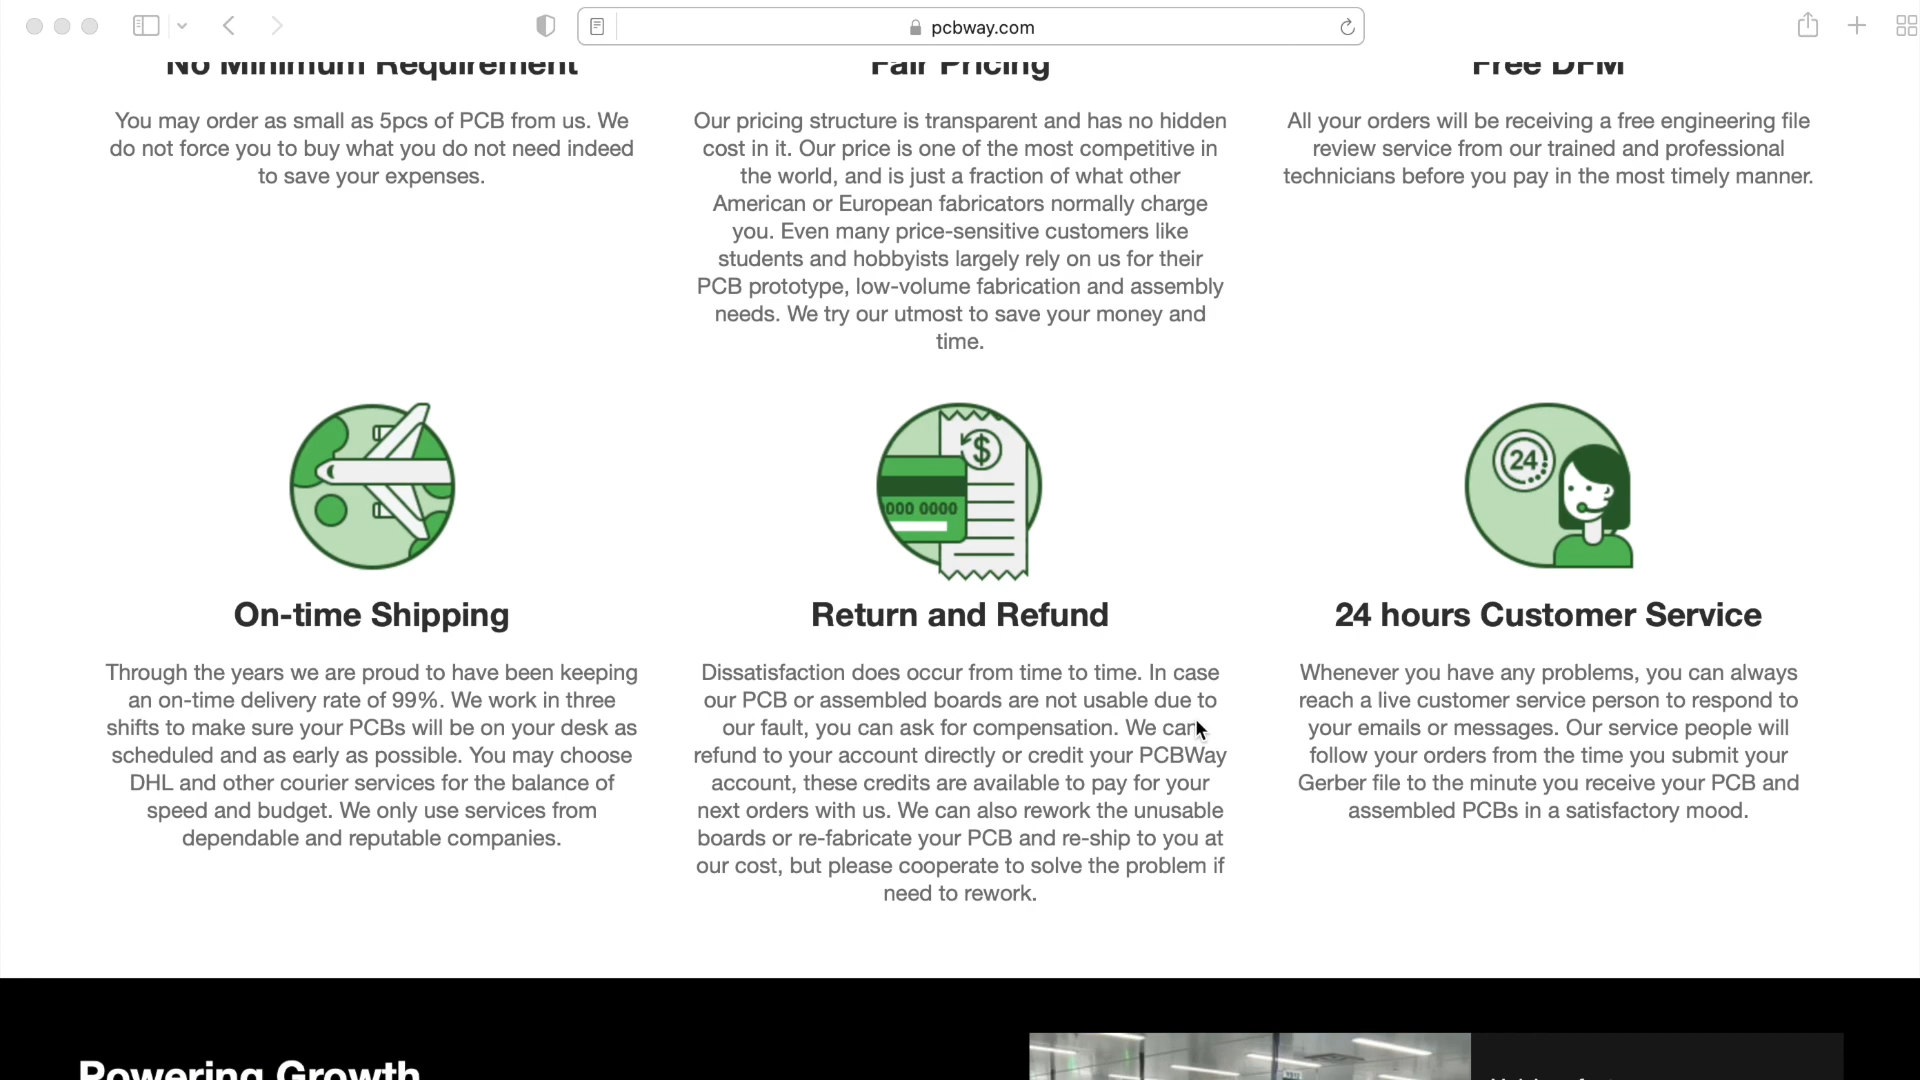 pcbway.com
No Minimum Requirement
Fair Pricing
Free DFM
You may order as small as 5pcs of PCB from us. We
do not force you to buy what you do not need indeed
to save your expenses.
Our pricing structure is transparent and has no hidden
cost in it. Our price is one of the most competitive in
the world, and is just a fraction of what other
American or European fabricators normally charge
you. Even many price-sensitive customers like
students and hobbyists largely rely on us for their
PCB prototype, low-volume fabrication and assembly
needs. We try our utmost to save your money and
time.
All your orders will be receiving a free engineering file
review service from our trained and professional
technicians before you pay in the most timely manner.
$
000 0000
24
On-time Shipping
Through the years we are proud to have been keeping
an on-time delivery rate of 99%. We work in three
shifts to make sure your PCBs will be on your desk as
scheduled and as early as possible. You may choose
DHL and other courier services for the balance of
speed and budget. We only use services from
dependable and reputable companies.
Return and Refund
Dissatisfaction does occur from time to time. In case
our PCB or assembled boards are not usable due to
our fault, you can ask for compensation. We can
refund to your account directly or credit your PCBWay
account, these credits are available to pay for your
next orders with us. We can also rework the unusable
boards or re-fabricate your PCB and re-ship to you at
our cost, but please cooperate to solve the problem if
need to rework.
24 hours Customer Service
Whenever you have any problems, you can always
reach a live customer service person to respond to
your emails or messages. Our service people will
follow your orders from the time you submit your
Gerber file to the minute you receive your PCB and
assembled PCBs in a satisfactory mood.
Powering Growth